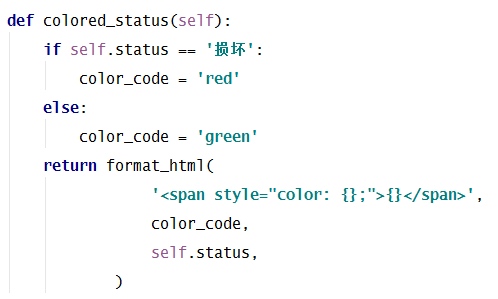 def colored_status(self):
    if self.status == '损坏':
        color_code = 'red'
    else:
        color_code = 'green'
    return format_html(
                '<span style="color: {};">{}</span>',
                color_code,
                self.status,
            )